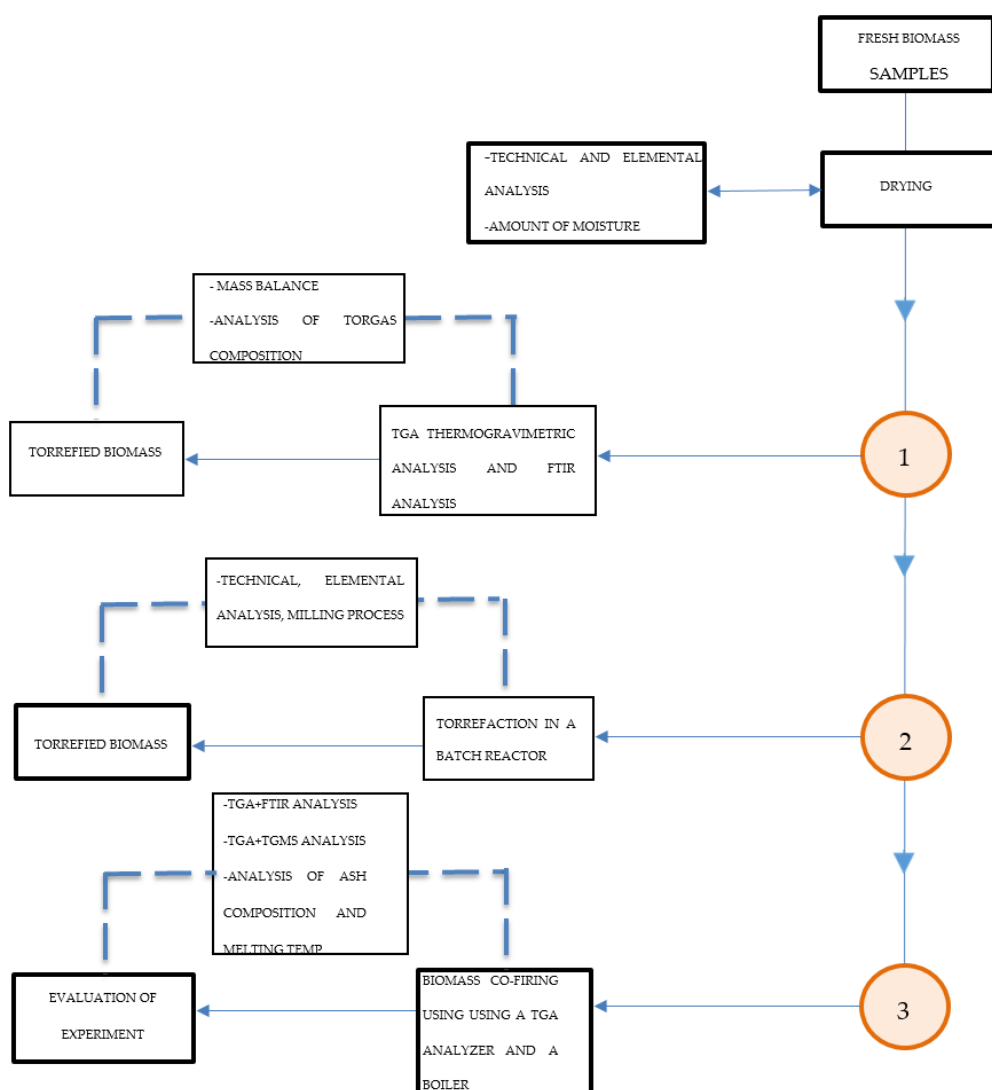 FRESH BIOMASS
SAMPLES
-TECHNICAL AND ELEMENTAL
ANALYSIS
-AMOUNT OF MOISTURE
DRYING
- MASS BALANCE
-ANALYSIS OF TORGAS
COMPOSITION
TORREFIED BIOMASS
TGA THERMOGRAVIMETRIC
ANALYSIS AND FTIR
ANALYSIS
1
-TECHNICAL, ELEMENTAL
ANALYSIS, MILLING PROCESS
TORREFIED BIOMASS
TORREFACTION IN A
BATCH REACTOR
2
-TGA+FTIR ANALYSIS
-TGA+TGMS ANALYSIS
-ANALYSIS OF ASH
COMPOSITION AND
MELTING TEMP
EVALUATION OF
EXPERIMENT
BIOMASS CO-FIRING
USING USING A TGA
ANALYZER AND A
BOILER
3